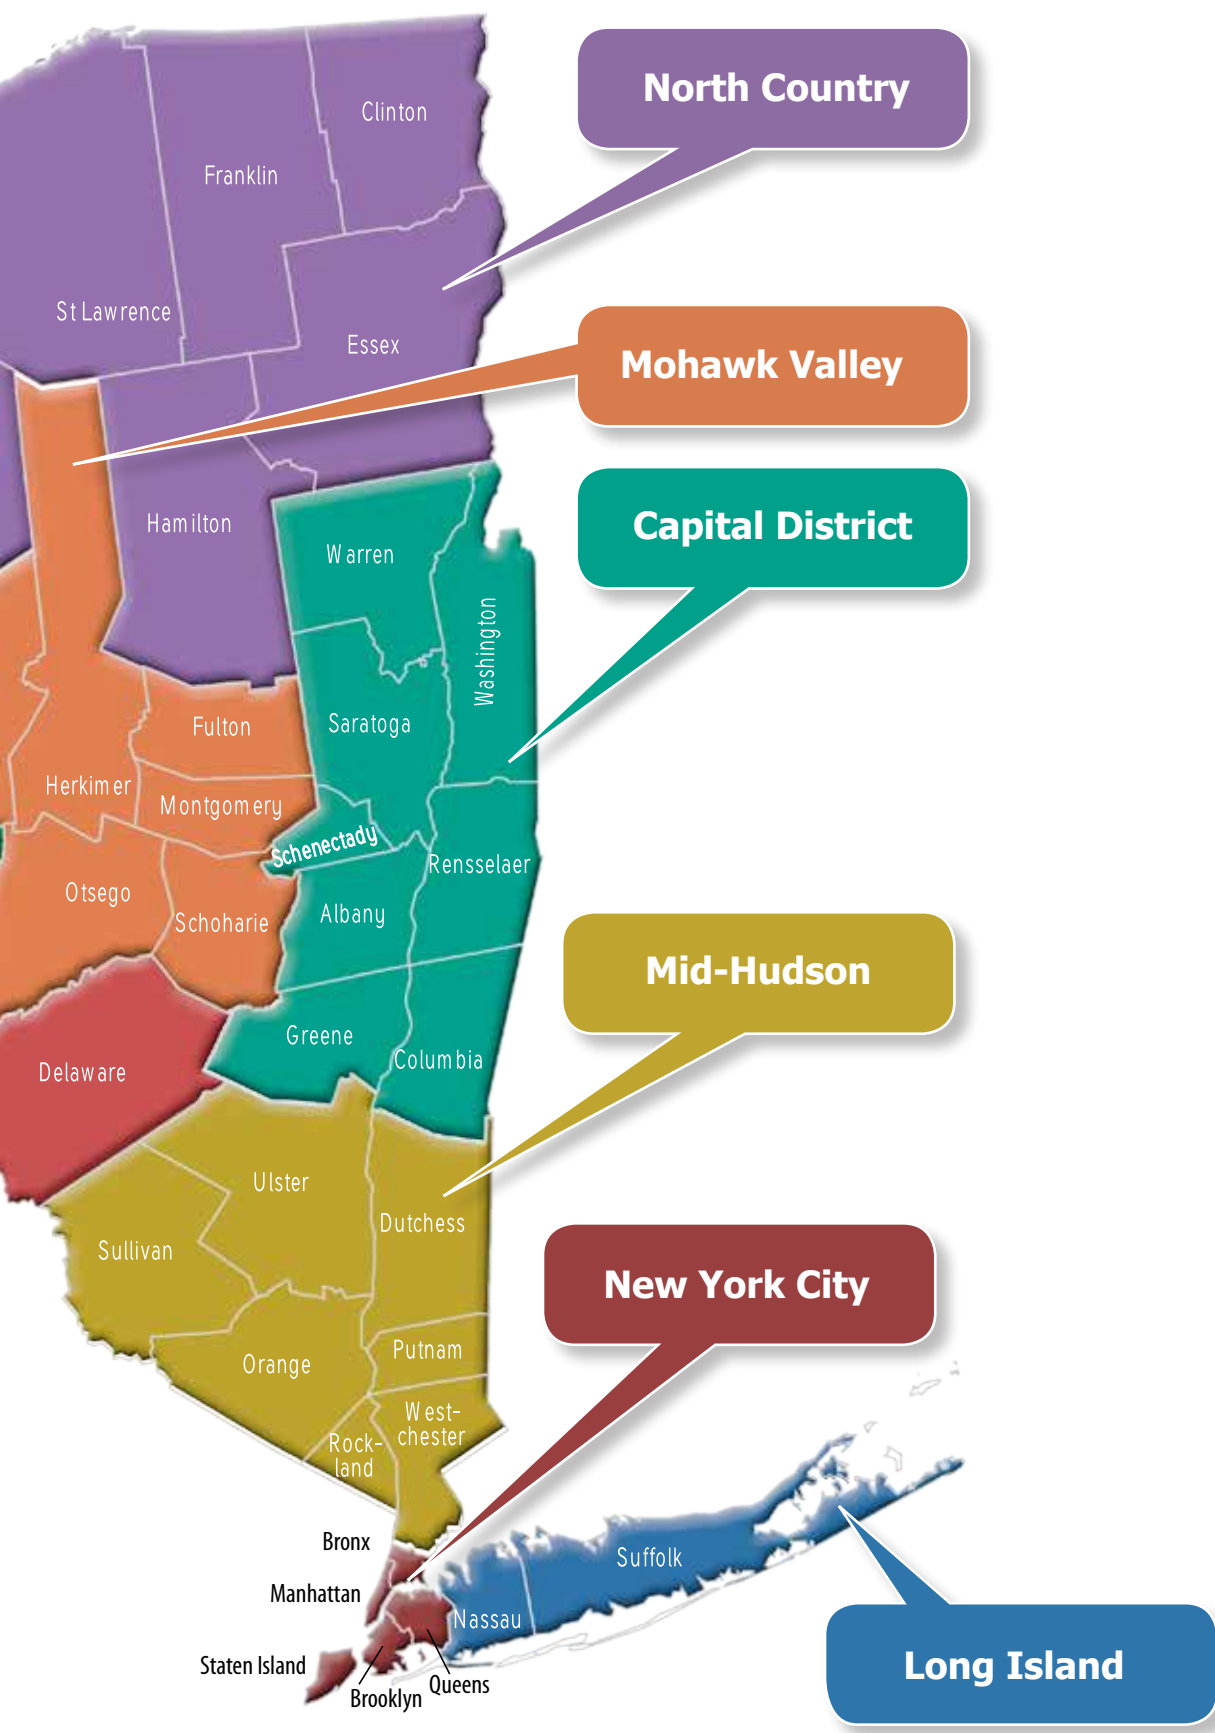 North Country
Clinton
Franklin
St Lawrence
Essex
Mohawk Valley
Capital District
Hamilton
Warren
Washington
Saratoga
Fulton
Herkimer
Montgomery
Schenectady
Rensselaer
Otsego
Schoharie
Albany
Mid-Hudson
Greene
Columbia
Delaware
Ulster
Dutchess
Sullivan
New York City
Putnam
Orange
West-
chester
Rock-
land
Bronx
Suffolk
Manhattan
Nassau
Staten Island
Long Island
Queens
Brooklyn